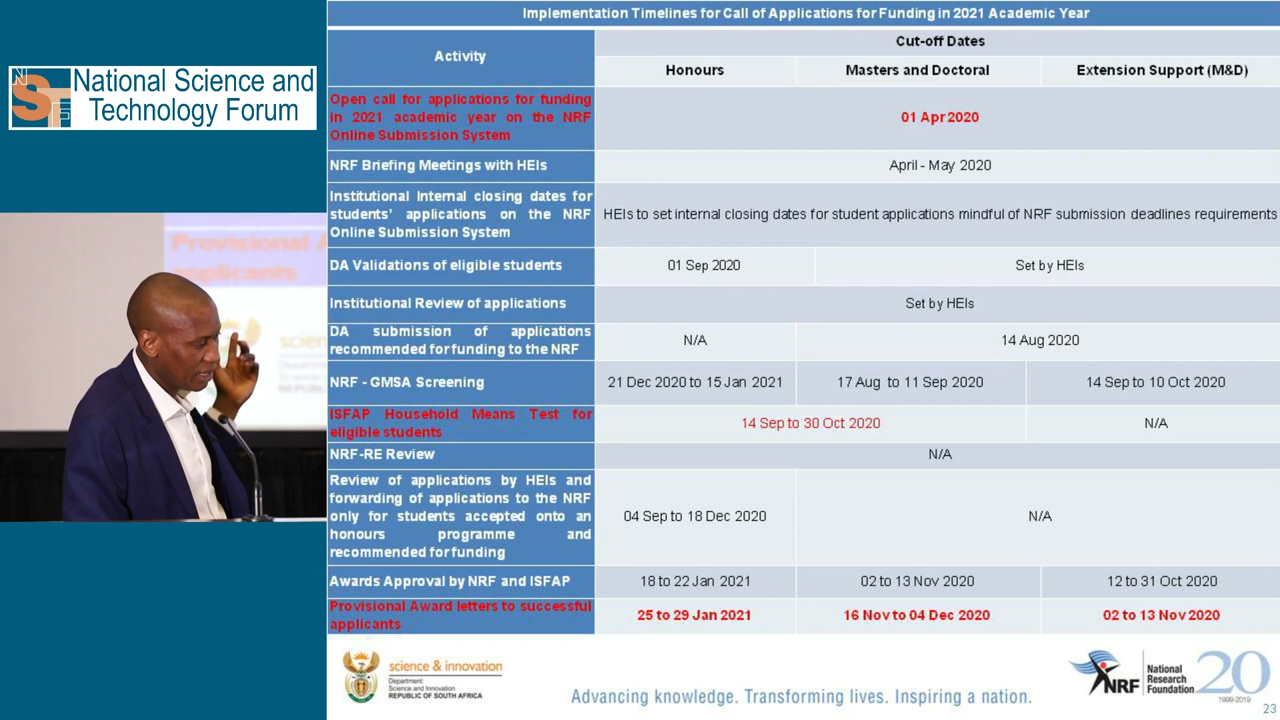 National Science and
Technology Forum
NSTF
Provisional A
applicants
Implementation Timelines for Call of Applications for Funding in 2021 Academic Year
Activity
Cut-off Dates
Honours
Masters and Doctoral
Extension Support (M&D)
Open call for applications for funding
in 2021 academic year on the NRF
Online Submission System
01 Apr 2020
NRF Briefing Meetings with HEIs
April - May 2020
Institutional Internal closing dates for
students' applications on the NRF
Online Submission System
HEIs to set internal closing dates for student applications mindful of NRF submission deadlines requirements
DA Validations of eligible students
01 Sep 2020
Set by HEIs
Institutional Review of applications
Set by HEIs
DA submission of applications
recommended for funding to the NRF
N/A
14 Aug 2020
NRF - GMSA Screening
21 Dec 2020 to 15 Jan 2021
17 Aug to 11 Sep 2020
14 Sep to 10 Oct 2020
ISFAP Household Means Test for
eligible students
14 Sep to 30 Oct 2020
N/A
NRF-RE Review
N/A
Review of applications by HEIs and
forwarding of applications to the NRF
only for students accepted onto an
honours programme and
recommended for funding
04 Sep to 18 Dec 2020
N/A
Awards Approval by NRF and ISFAP
18 to 22 Jan 2021
02 to 13 Nov 2020
12 to 31 Oct 2020
Provisional Award letters to successful
applicants
25 to 29 Jan 2021
16 Nov to 04 Dec 2020
02 to 13 Nov 2020
science & innovation
Department:
Science and Innovation
REPUBLIC OF SOUTH AFRICA
Advancing knowledge. Transforming lives. Inspiring a nation.
NRF
National
Research
Foundation
20
1999-2019
23